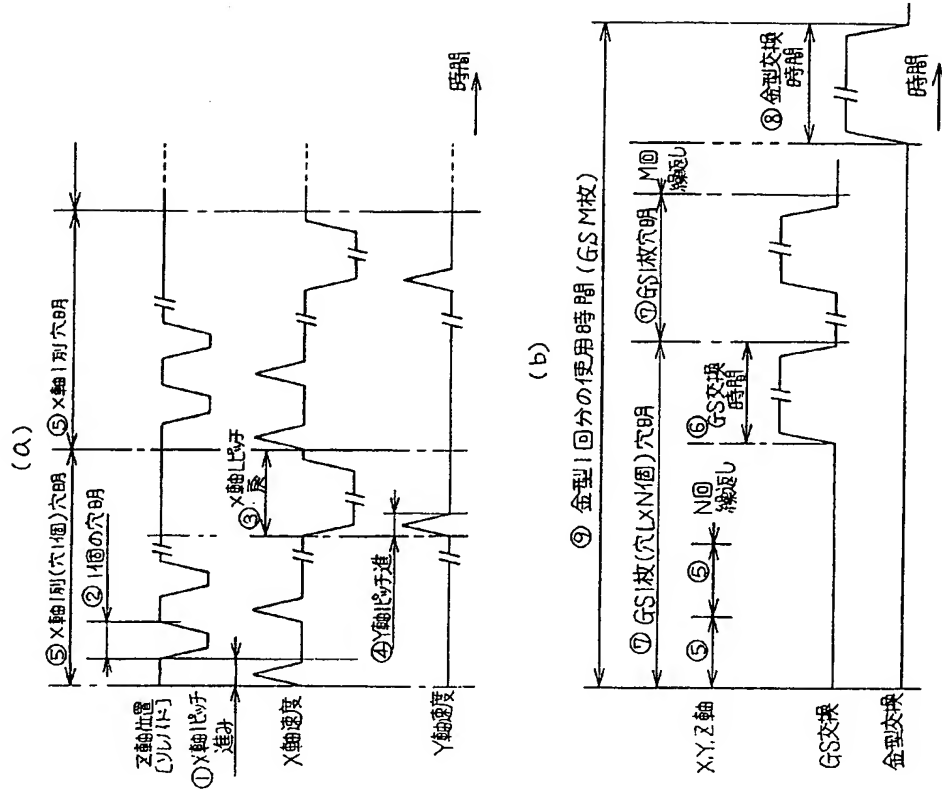 (a)
⑤X軸1列(穴L個)穴明
⑤X軸1列穴明
②1個の穴明
Z軸位置
[ソレノイド]
①X軸1ピッチ
進み
X軸Lピッチ
③戻
X軸速度
④Y軸1ピッチ進
Y軸速度
時間
(b)
⑨金型1回分の使用時間(GS M枚)
⑦GS1枚(穴L×N個)穴明
⑦GS1枚穴明
M回
繰返し
⑧金型交換
時間
⑥GS交換
時間
X,Y,Z軸
⑤
⑤
N回
繰返し
GS交換
金型交換
時間